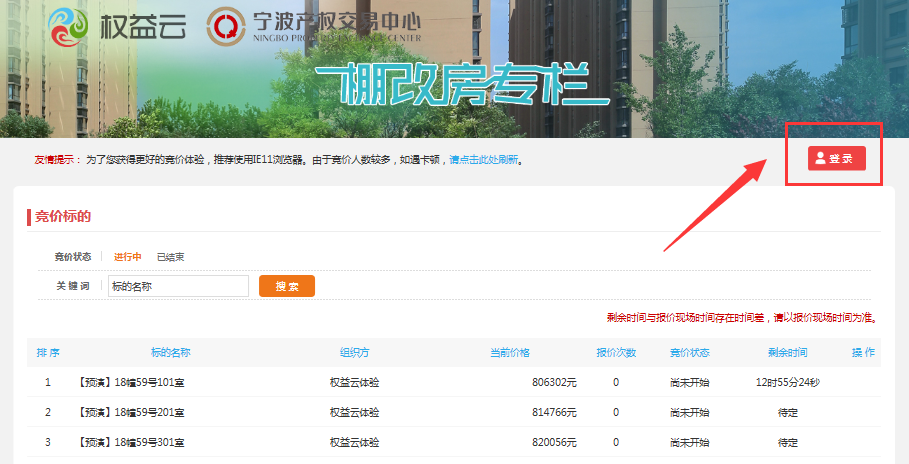 权益云 宁波产权交易中心
棚改房专栏
友情提示： 为了您获得更好的竞价体验，推荐使用IE11浏览器。由于竞价人数较多，如遇卡顿，请点击此处刷新。
登 录
竞价标的
竞价状态 进行中 已结束
关 键 词 标的名称 搜 索
剩余时间与报价现场时间存在时间差，请以报价现场时间为准。
排 序 标的名称 组织方 当前价格 报价次数 竞价状态 剩余时间 操 作
1 【预演】18幢59号101室 权益云体验 806302元 0 尚未开始 12时55分24秒
2 【预演】18幢59号201室 权益云体验 814766元 0 尚未开始 待定
3 【预演】18幢59号301室 权益云体验 820056元 0 尚未开始 待定